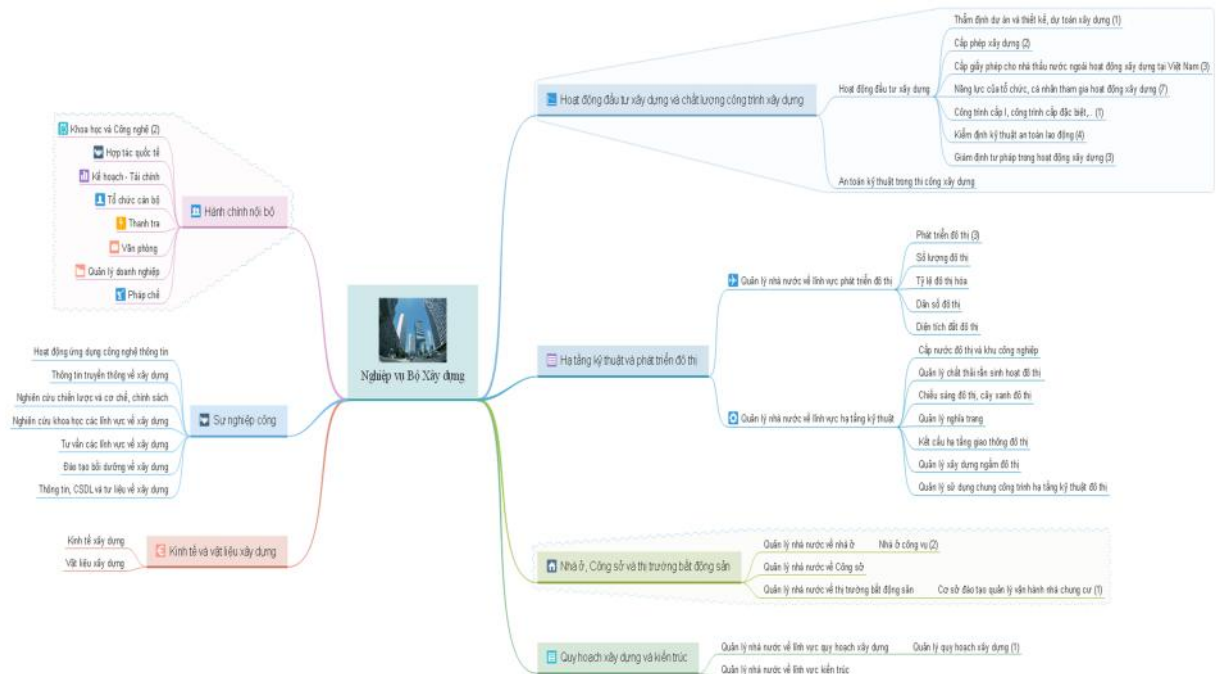 Nghiệp vụ Bộ Xây dựng
Hoạt động đầu tư xây dựng và chất lượng công trình xây dựng
Hoạt động đầu tư xây dựng
Thẩm định dự án và thiết kế, dự toán xây dựng (1)
Cấp phép xây dựng (2)
Cấp giấy phép cho nhà thầu nước ngoài hoạt động xây dựng tại Việt Nam (3)
Năng lực của tổ chức, cá nhân tham gia hoạt động xây dựng (7)
Công trình cấp I, công trình cấp đặc biệt,.. (1)
Kiểm định kỹ thuật an toàn lao động (4)
Giám định tư pháp trong hoạt động xây dựng (3)
An toàn kỹ thuật trong thi công xây dựng
Hạ tầng kỹ thuật và phát triển đô thị
Quản lý nhà nước về lĩnh vực phát triển đô thị
Phát triển đô thị (3)
Số lượng đô thị
Tỷ lệ đô thị hóa
Dân số đô thị
Diện tích đất đô thị
Quản lý nhà nước về lĩnh vực hạ tầng kỹ thuật
Cấp nước đô thị và khu công nghiệp
Quản lý chất thải rắn sinh hoạt đô thị
Chiếu sáng đô thị, cây xanh đô thị
Quản lý nghĩa trang
Kết cấu hạ tầng giao thông đô thị
Quản lý xây dựng ngầm đô thị
Quản lý sử dụng chung công trình hạ tầng kỹ thuật đô thị
Nhà ở, Công sở và thị trường bất động sản
Quản lý nhà nước về nhà ở
Nhà ở công vụ (2)
Quản lý nhà nước về Công sở
Quản lý nhà nước về thị trường bất động sản
Cơ sở đào tạo quản lý vận hành nhà chung cư (1)
Quy hoạch xây dựng và kiến trúc
Quản lý nhà nước về lĩnh vực quy hoạch xây dựng
Quản lý quy hoạch xây dựng (1)
Quản lý nhà nước về lĩnh vực kiến trúc
Hành chính nội bộ
Khoa học và Công nghệ (2)
Hợp tác quốc tế
Kế hoạch - Tài chính
Tổ chức cán bộ
Thanh tra
Văn phòng
Quản lý doanh nghiệp
Pháp chế
Sự nghiệp công
Hoạt động ứng dụng công nghệ thông tin
Thông tin truyền thông về xây dựng
Nghiên cứu chiến lược và cơ chế, chính sách
Nghiên cứu khoa học các lĩnh vực về xây dựng
Tư vấn các lĩnh vực về xây dựng
Đào tạo bồi dưỡng về xây dựng
Thông tin, CSDL và tư liệu về xây dựng
Kinh tế và vật liệu xây dựng
Kinh tế xây dựng
Vật liệu xây dựng